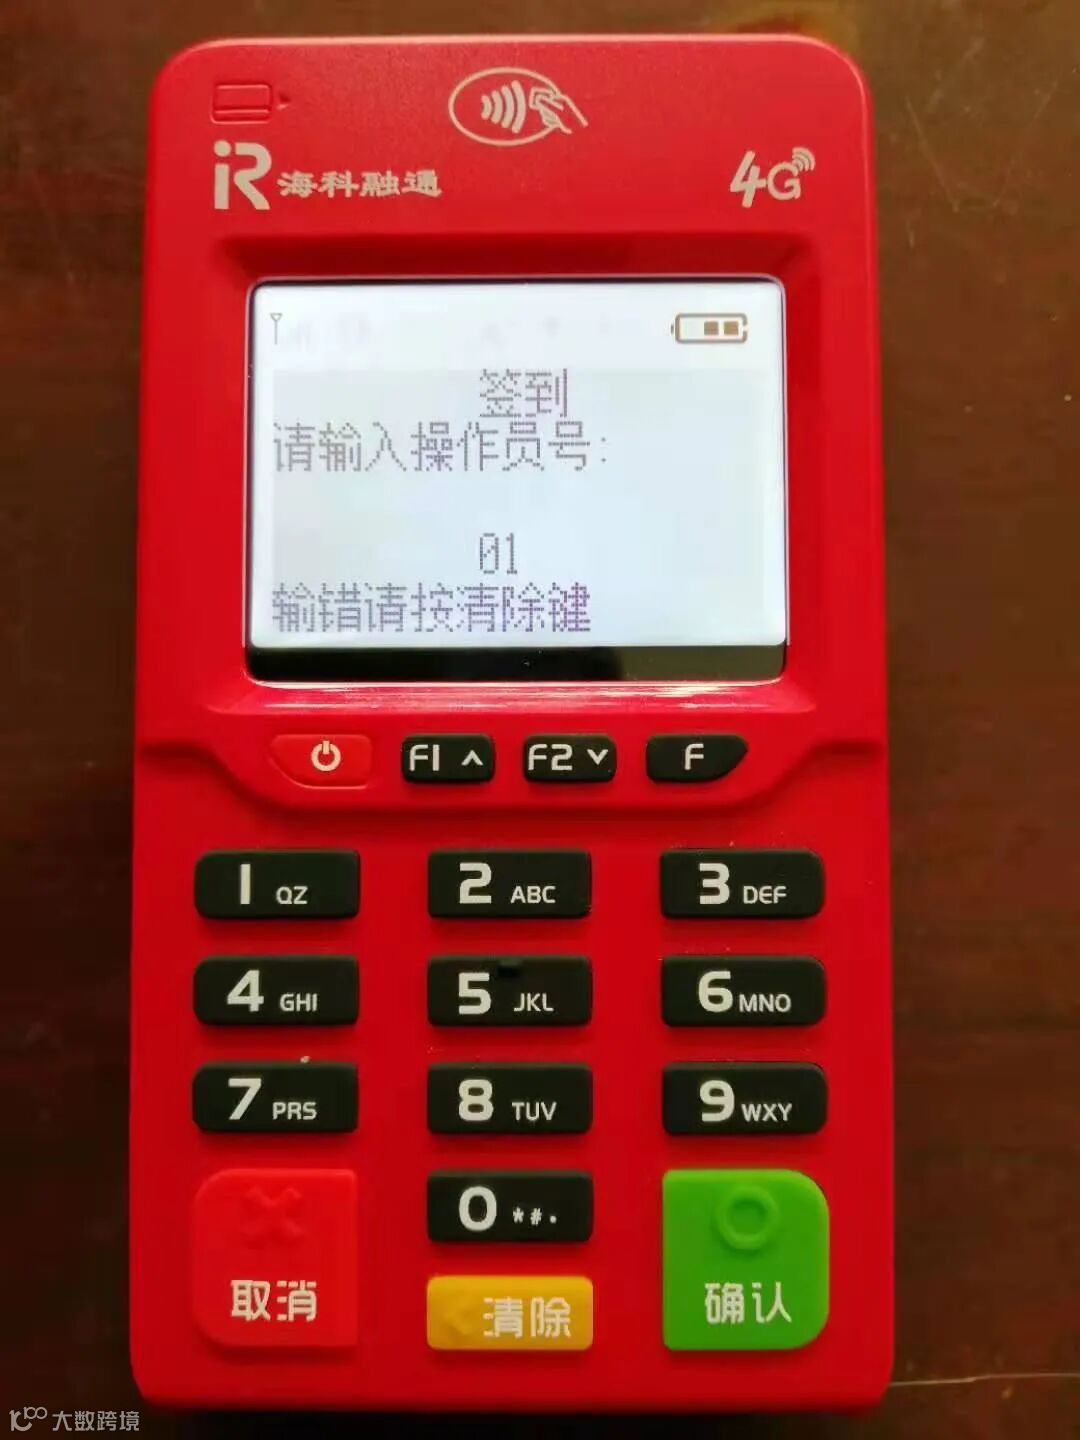 iR 海科融通
4G
签到
请输入操作员号:
01
输错请按清除键
F1 F2 F
1 QZ 2 ABC 3 DEF
4 GHI 5 JKL 6 MNO
7 PRS 8 TUV 9 WXY
0 *#.
取消 清除 确认
大数跨境